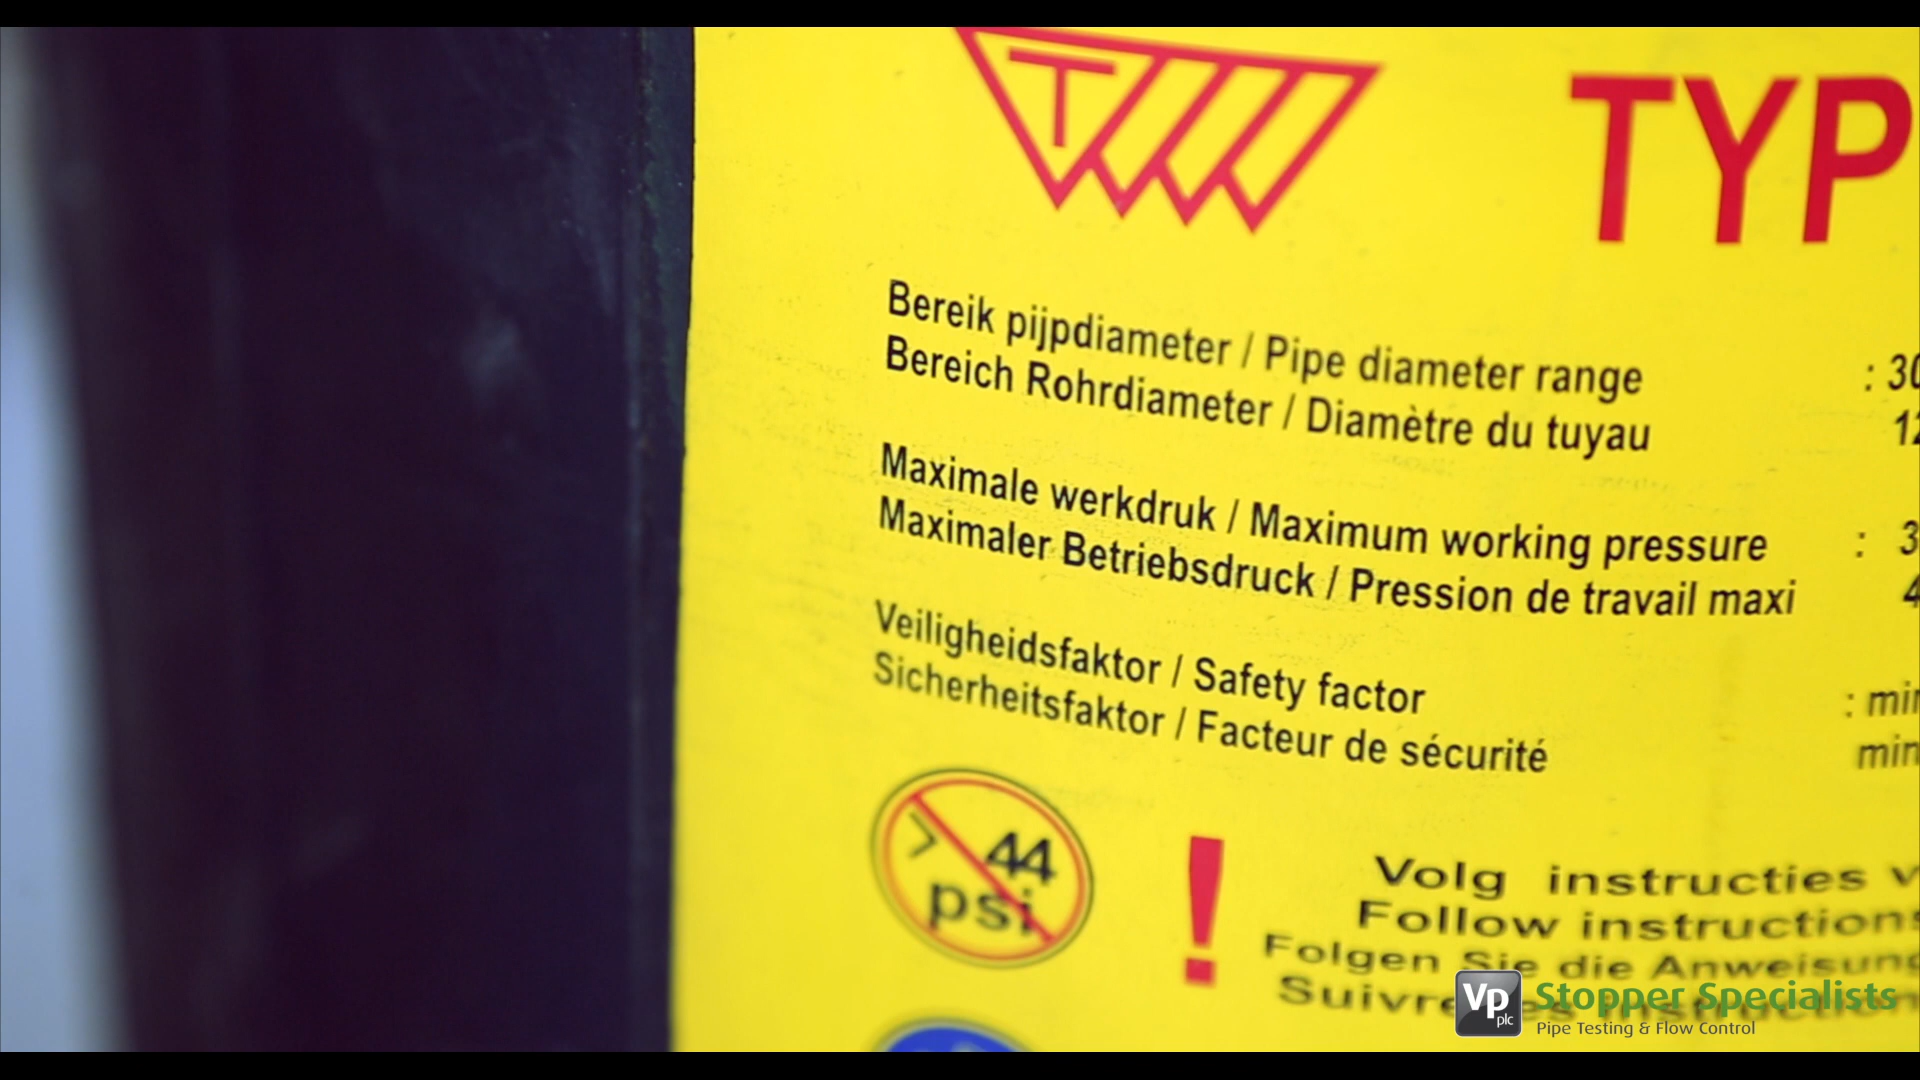 T
TYP
Bereik pijpdiameter / Pipe diameter range : 30
Bereich Rohrdiameter / Diamètre du tuyau 12
Maximale werkdruk / Maximum working pressure : 3
Maximaler Betriebsdruck / Pression de travail maxi 4
Veiligheidsfaktor / Safety factor : min
Sicherheitsfaktor / Facteur de sécurité min
> 44
psi
!
Volg instructies v
Follow instructions
Folgen Sie die Anweisung
Suivre
Vp plc
Stopper Specialists
Pipe Testing & Flow Control